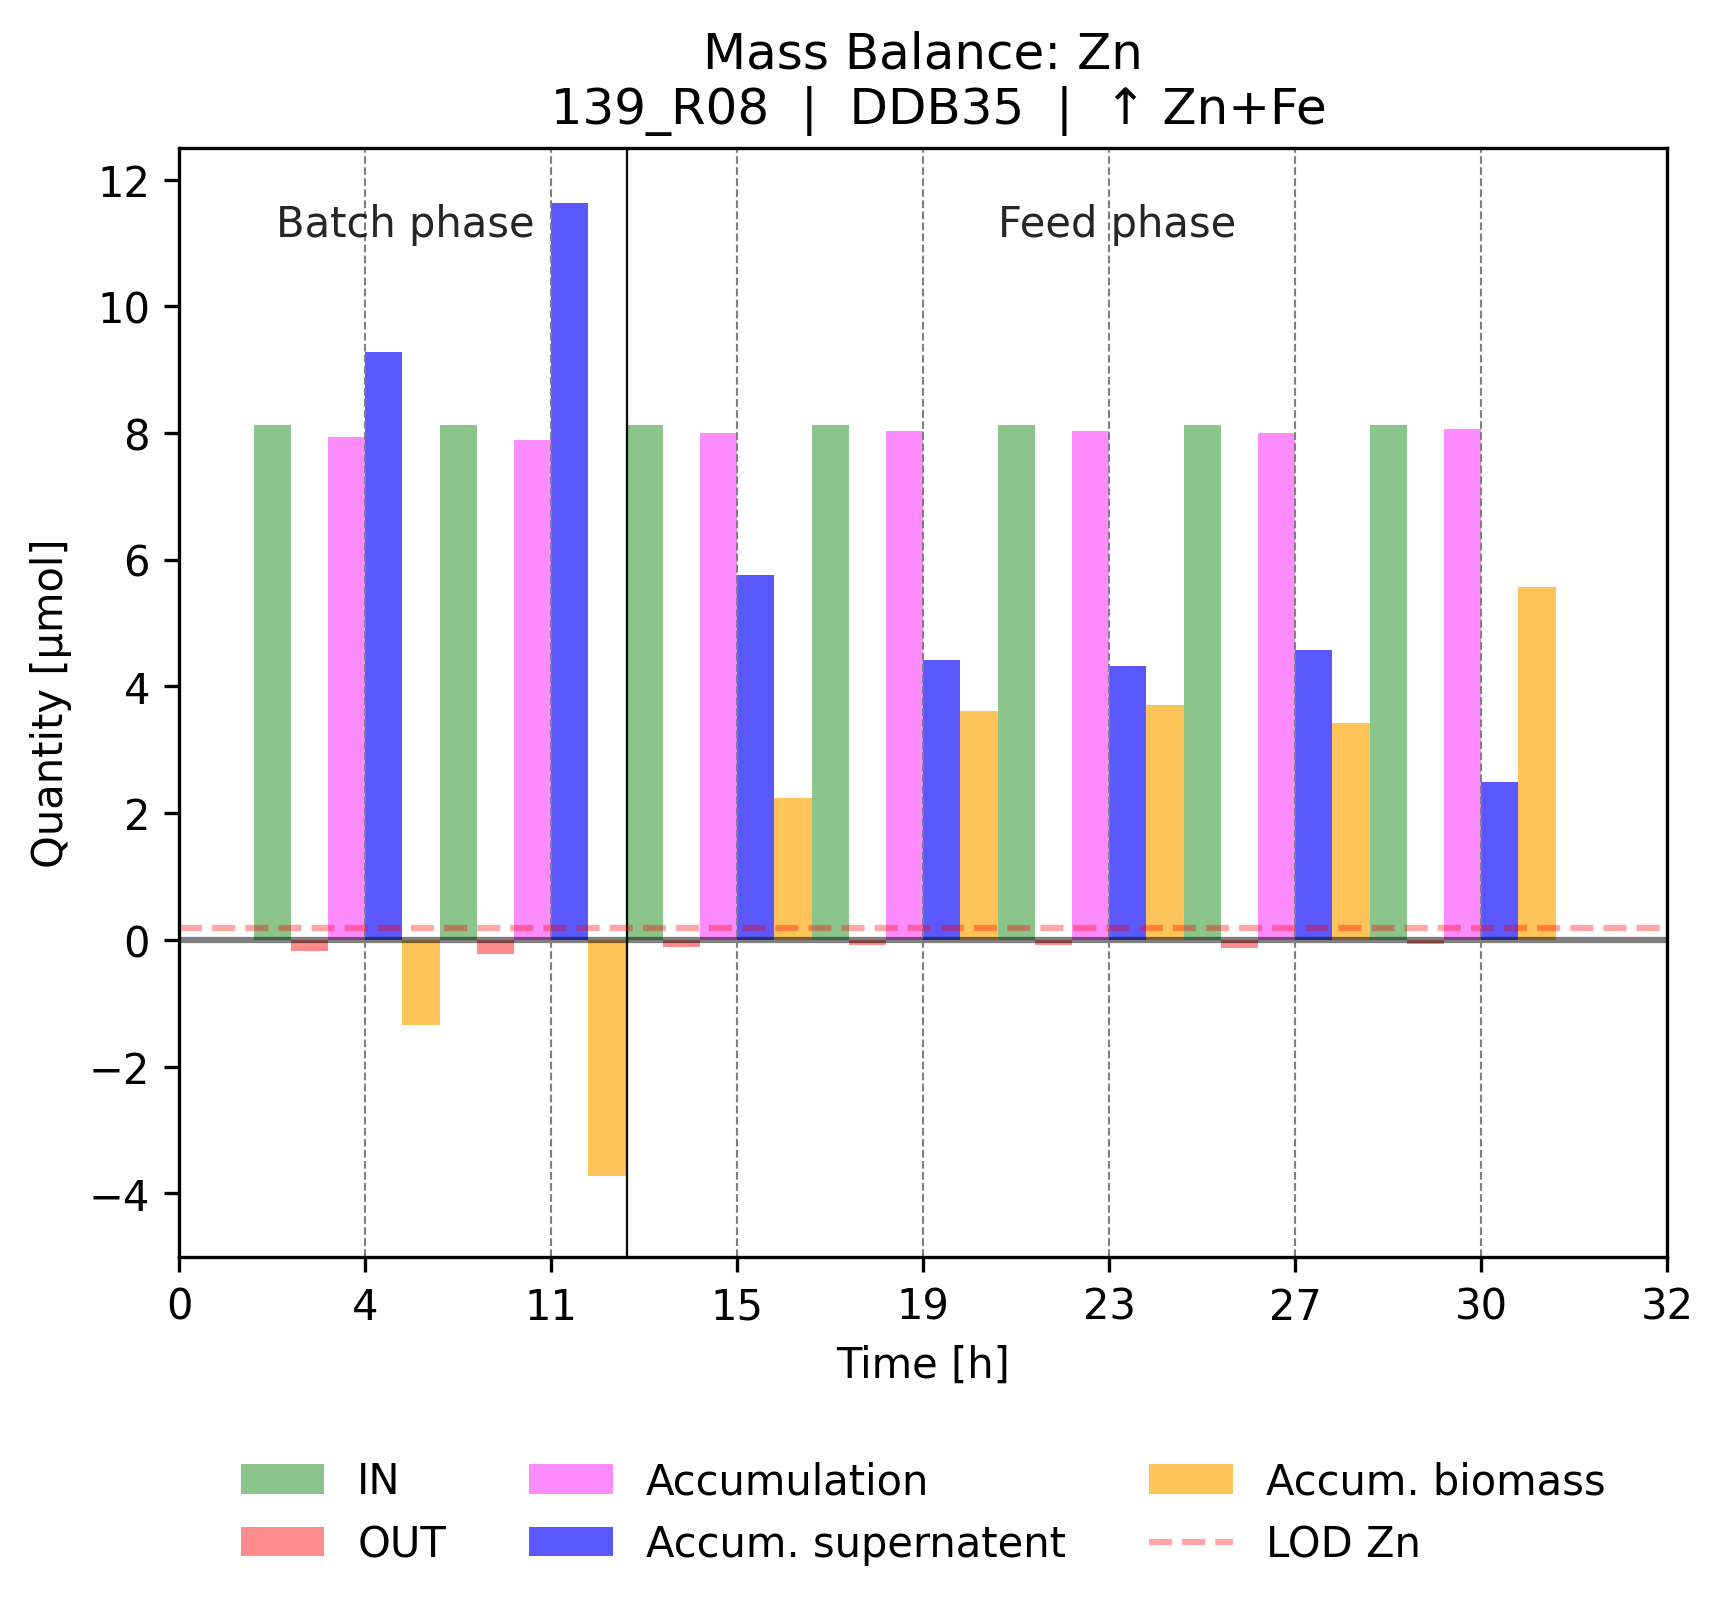 Mass Balance: Zn
139_R08 | DDB35 | ↑ Zn+Fe
Batch phase
Feed phase
12
10
8
6
4
2
0
−2
−4
Quantity [µmol]
0 4 11 15 19 23 27 30 32
Time [h]
IN
OUT
Accumulation
Accum. supernatent
Accum. biomass
LOD Zn